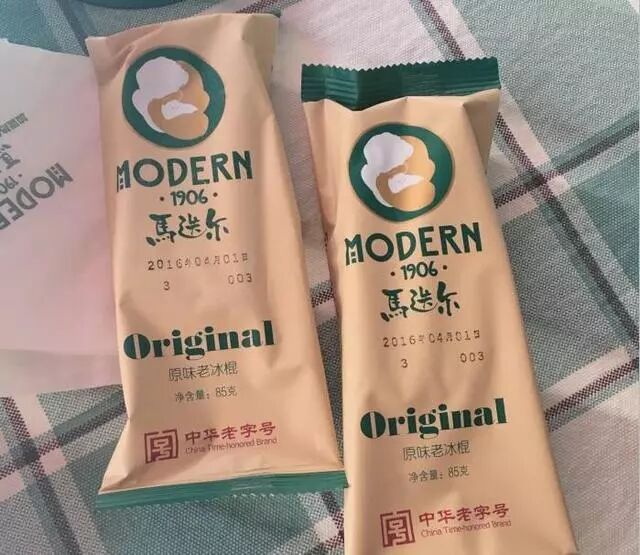 MODERN
·1906·
馬迭尔
2016年04月01日
3 003
Original
原味老冰棍
净含量：85克
中华老字号
China Time-honored Brand
MODERN
·1906·
馬迭尔
2016年04月01日
3 003
Original
原味老冰棍
净含量：85克
中华老字号
China Time-honored Brand
MODERN